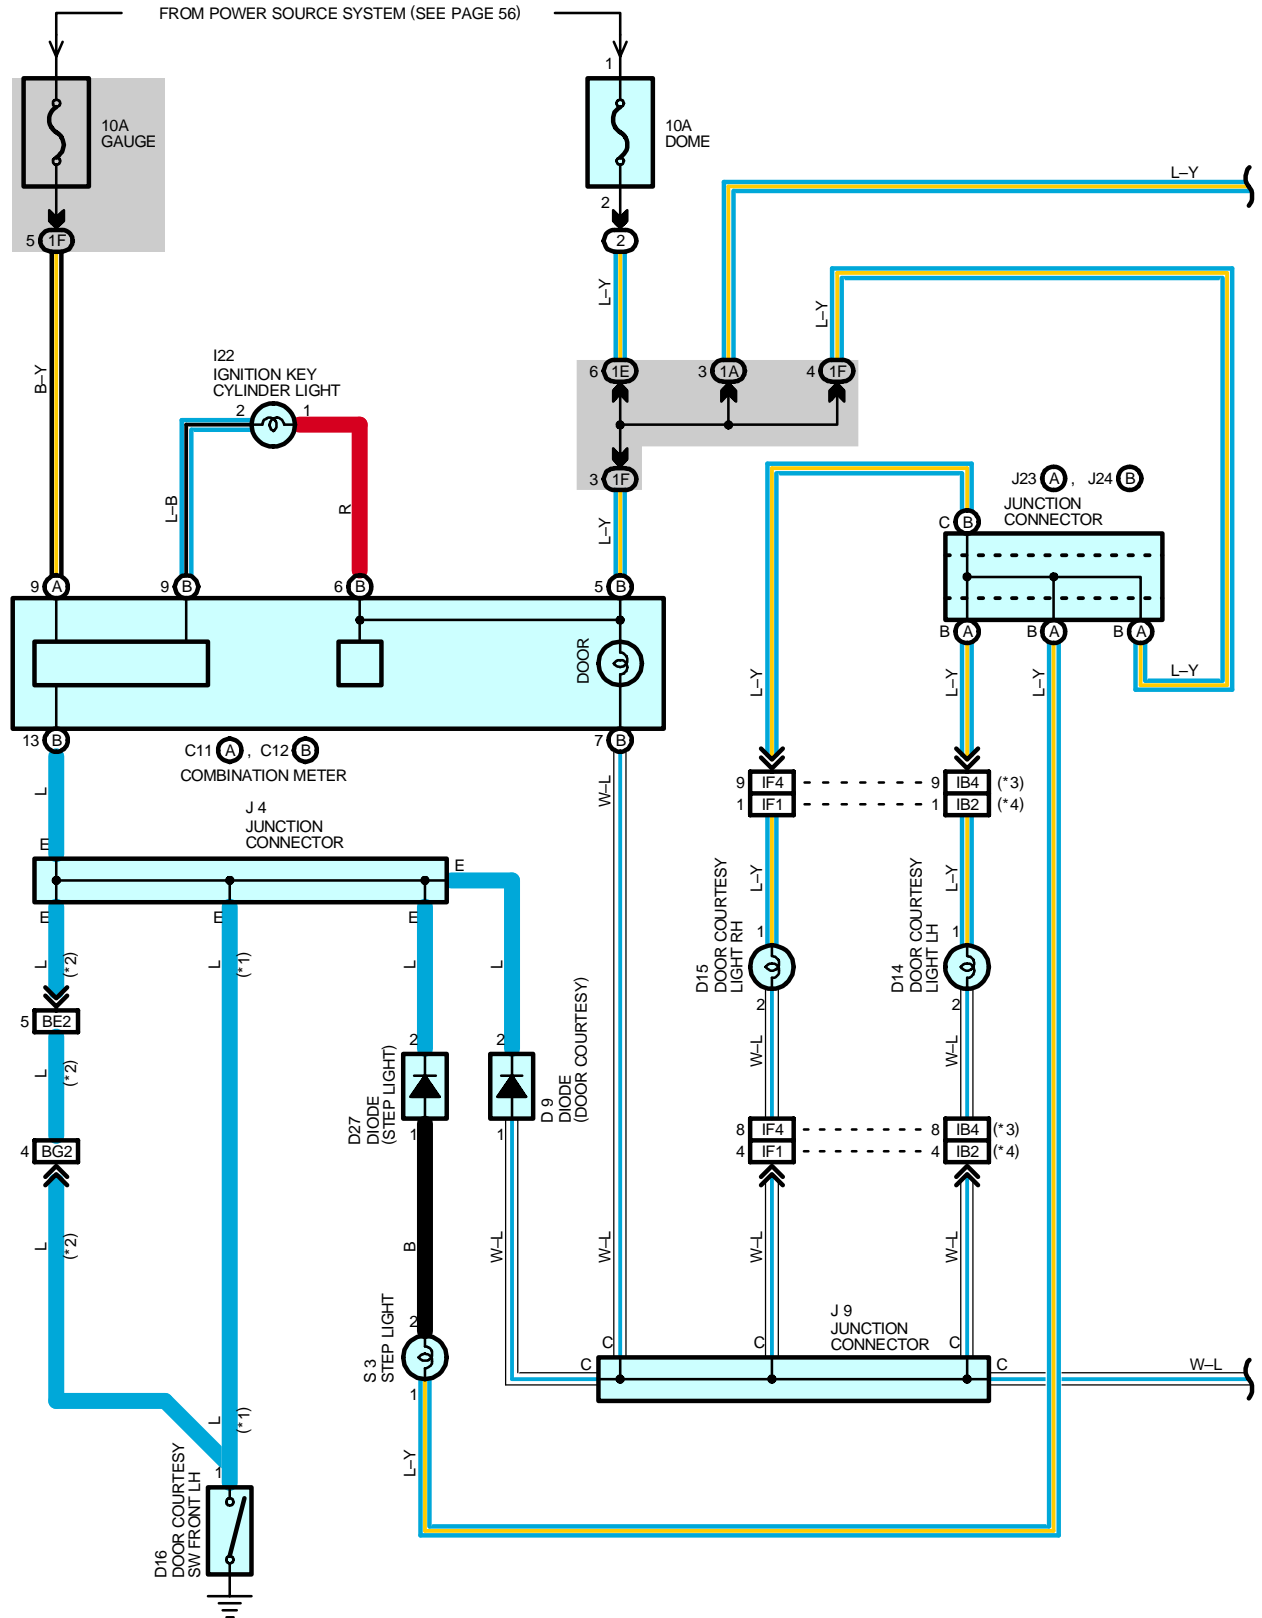 FROM POWER SOURCE SYSTEM (SEE PAGE 56)
1
10A
GAUGE
10A
DOME
2
5 1F
2
L–Y
L–Y
L–Y
B–Y
I22
IGNITION KEY
CYLINDER LIGHT
2 1
6 1E
3 1A
4 1F
L–B
R
3 1F
L–Y
J23 A , J24 B
JUNCTION
CONNECTOR
C B
9 A
9 B
6 B
5 B
DOOR
B A
B A
B A
L–Y
L–Y
L–Y
L–Y
13 B
C11 A , C12 B
COMBINATION METER
7 B
L
W–L
9 IF4
9 IB4 (*3)
1 IF1
1 IB2 (*4)
J 4
JUNCTION
CONNECTOR
E
E
E
E
E
L–Y
L–Y
L
(*2)
L
(*1)
L
L
D15
DOOR COURTESY
LIGHT RH
1
2
D14
DOOR COURTESY
LIGHT LH
1
2
5 BE2
L
(*2)
2
1
D27
DIODE
(STEP LIGHT)
2
1
D 9
DIODE
(DOOR COURTESY)
W–L
W–L
8 IF4
8 IB4 (*3)
4 IF1
4 IB2 (*4)
4 BG2
L
(*2)
B
W–L
W–L
W–L
W–L
J 9
JUNCTION
CONNECTOR
2
S 3
STEP LIGHT
1
C
C
C
C
C
W–L
L
(*1)
L–Y
1
D16
DOOR COURTESY
SW FRONT LH